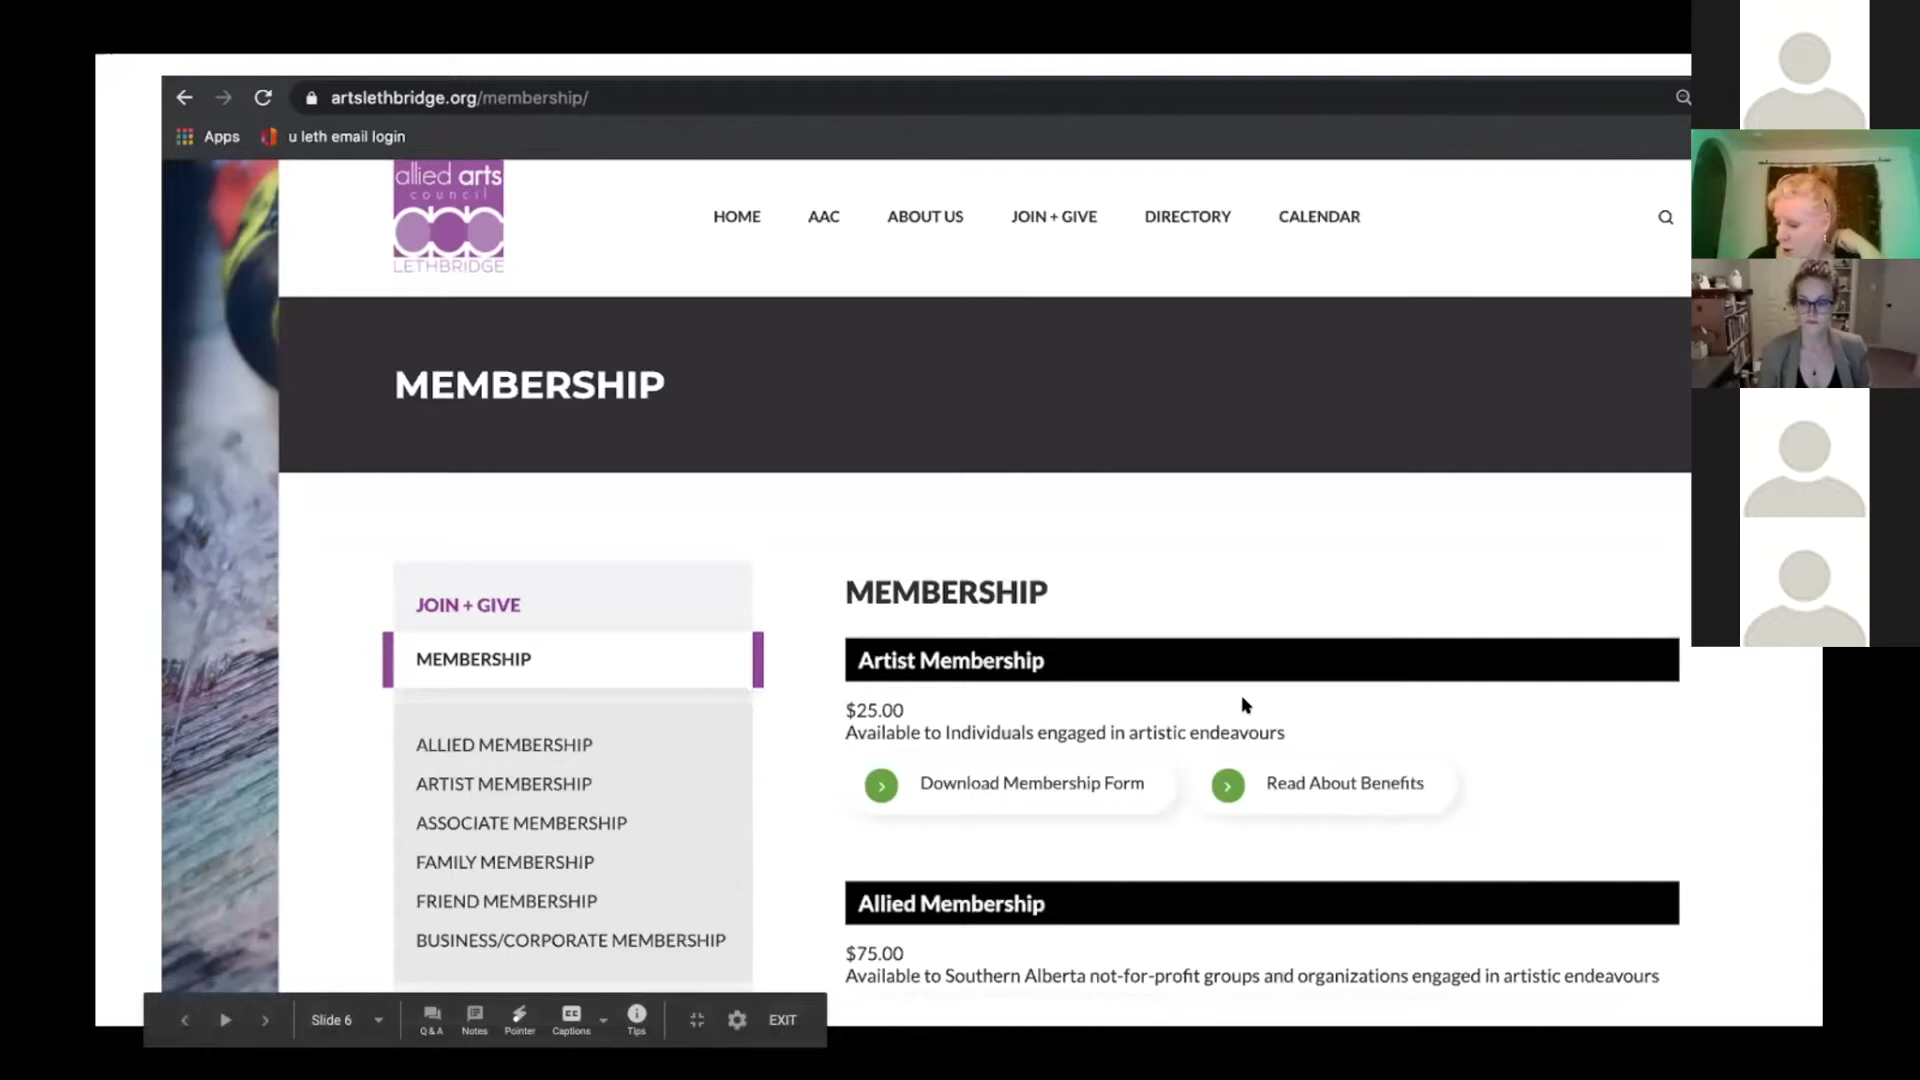 artslethbridge.org/membership/
Apps
u leth email login
allied arts
council
LETHBRIDGE
HOME
AAC
ABOUT US
JOIN + GIVE
DIRECTORY
CALENDAR
MEMBERSHIP
JOIN + GIVE
MEMBERSHIP
ALLIED MEMBERSHIP
ARTIST MEMBERSHIP
ASSOCIATE MEMBERSHIP
FAMILY MEMBERSHIP
FRIEND MEMBERSHIP
BUSINESS/CORPORATE MEMBERSHIP
MEMBERSHIP
Artist Membership
$25.00
Available to Individuals engaged in artistic endeavours
Download Membership Form
Read About Benefits
Allied Membership
$75.00
Available to Southern Alberta not-for-profit groups and organizations engaged in artistic endeavours
Slide 6
Q&A
Notes
Pointer
CC
Captions
Tips
EXIT